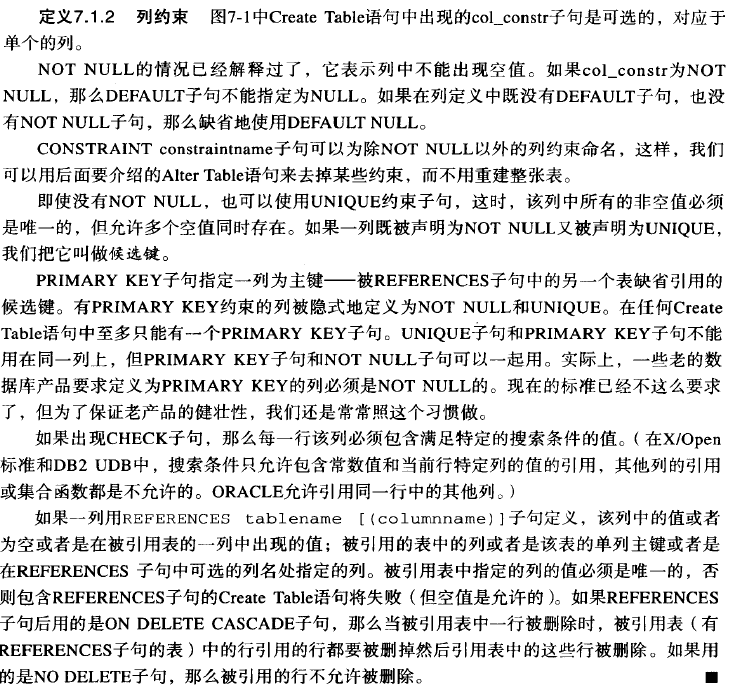 定义7.1.2 列约束 图7-1中Create Table语句中出现的col_constr子句是可选的，对应于
单个的列。
NOT NULL的情况已经解释过了，它表示列中不能出现空值。如果col_constr为NOT
NULL，那么DEFAULT子句不能指定为NULL。如果在列定义中既没有DEFAULT子句，也没
有NOT NULL子句，那么缺省地使用DEFAULT NULL。
CONSTRAINT constraintname子句可以为除NOT NULL以外的列约束命名，这样，我们
可以用后面要介绍的Alter Table语句来去掉某些约束，而不用重建整张表。
即使没有NOT NULL，也可以使用UNIQUE约束子句，这时，该列中所有的非空值必须
是唯一的，但允许多个空值同时存在。如果一列既被声明为NOT NULL又被声明为UNIQUE，
我们把它叫做候选键。
PRIMARY KEY子句指定一列为主键——被REFERENCES子句中的另一个表缺省引用的
候选键。有PRIMARY KEY约束的列被隐式地定义为NOT NULL和UNIQUE。在任何Create
Table语句中至多只能有一个PRIMARY KEY子句。UNIQUE子句和PRIMARY KEY子句不能
用在同一列上，但PRIMARY KEY子句和NOT NULL子句可以一起用。实际上，一些老的数
据库产品要求定义为PRIMARY KEY的列必须是NOT NULL的。现在的标准已经不这么要求
了，但为了保证老产品的健壮性，我们还是常常照这个习惯做。
如果出现CHECK子句，那么每一行该列必须包含满足特定的搜索条件的值。（在X/Open
标准和DB2 UDB中，搜索条件只允许包含常数值和当前行特定列的值的引用，其他列的引用
或集合函数都是不允许的。ORACLE允许引用同一行中的其他列。）
如果一列用REFERENCES tablename [(columnname)]子句定义，该列中的值或者
为空或者是在被引用表的一列中出现的值；被引用的表中的列或者是该表的单列主键或者是
在REFERENCES 子句中可选的列名处指定的列。被引用表中指定的列的值必须是唯一的，否
则包含REFERENCES子句的Create Table语句将失败（但空值是允许的）。如果REFERENCES
子句后用的是ON DELETE CASCADE子句，那么当被引用表中一行被删除时，被引用表（有
REFERENCES子句的表）中的行引用的行都要被删掉然后引用表中的这些行被删除。如果用
的是NO DELETE子句，那么被引用的行不允许被删除。 ■